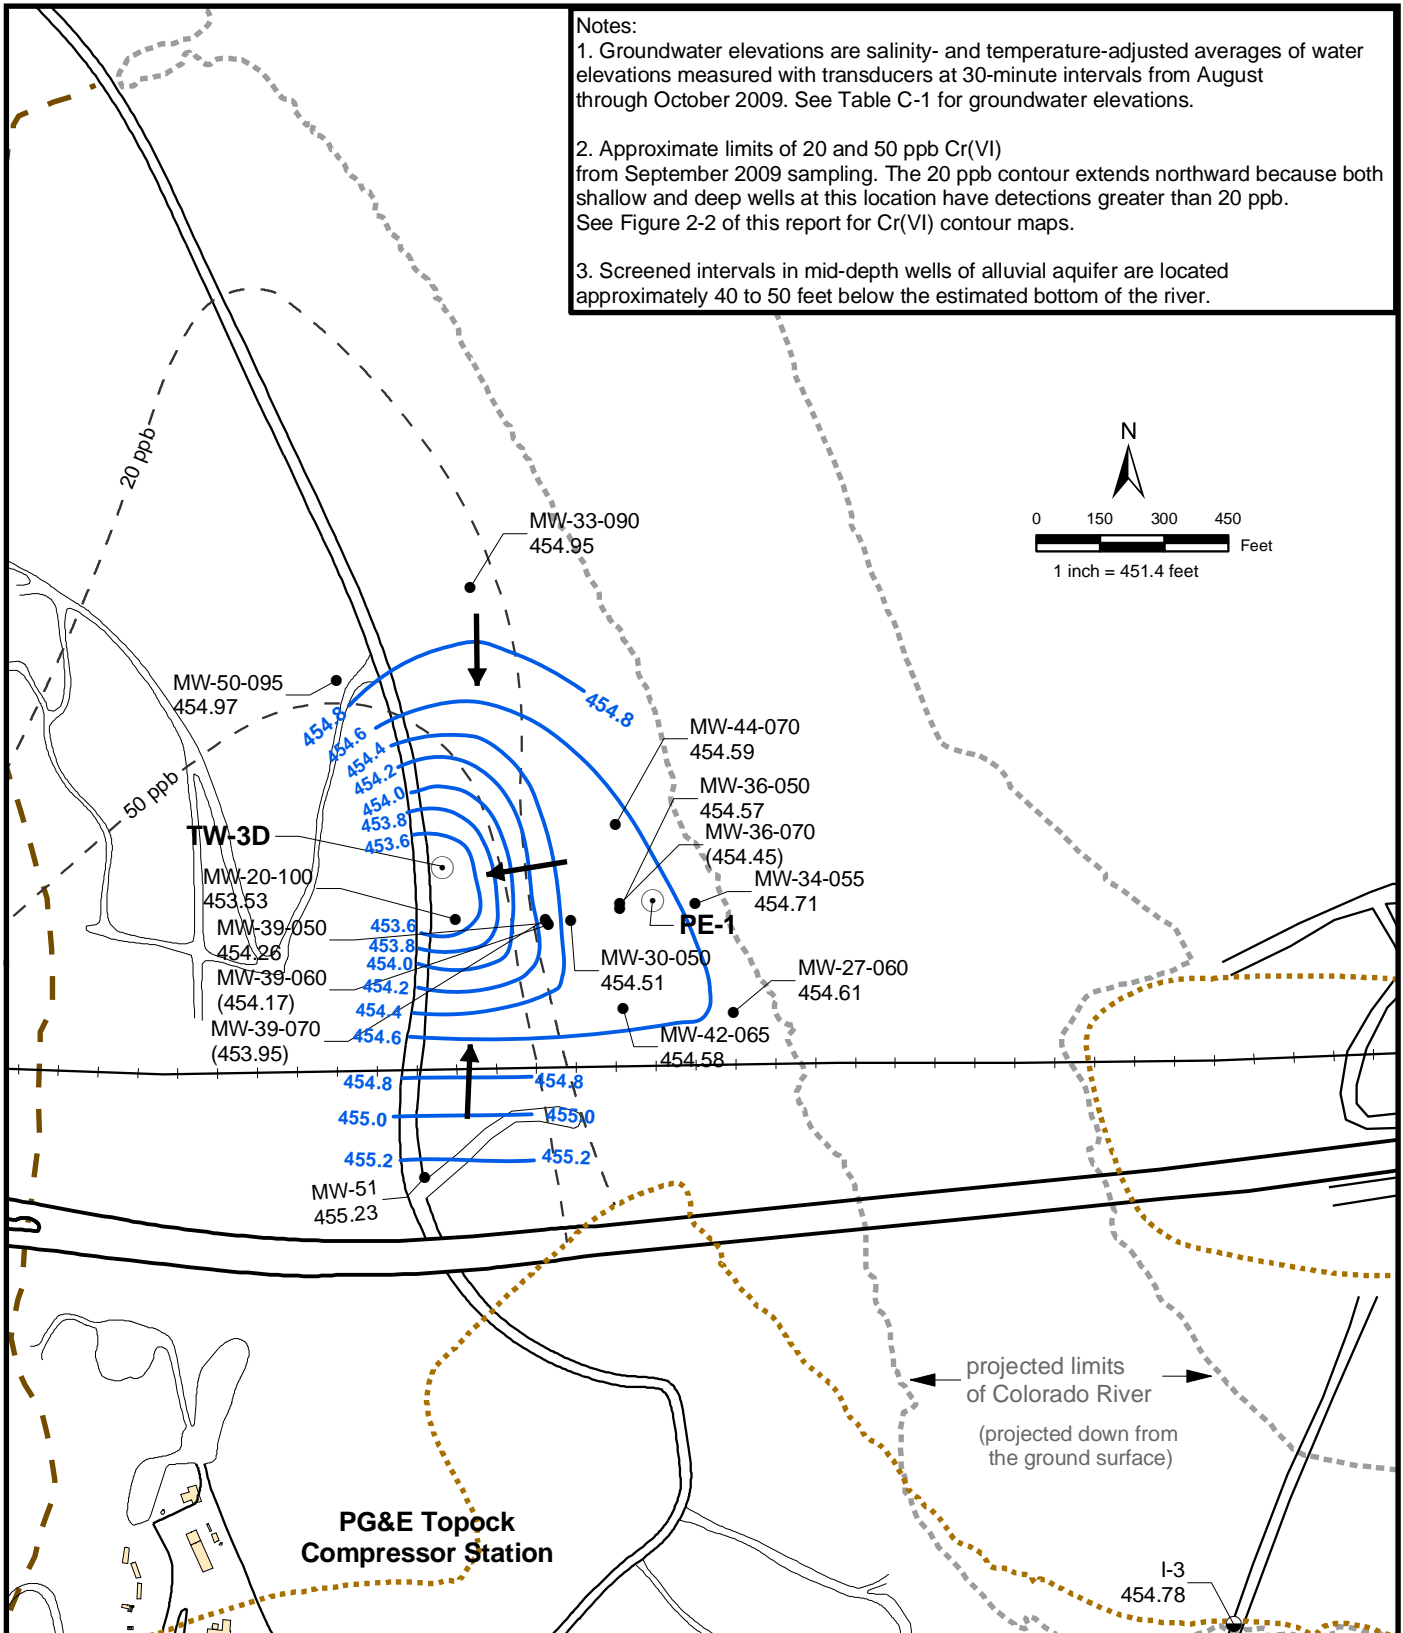 Notes:
1. Groundwater elevations are salinity- and temperature-adjusted averages of water
elevations measured with transducers at 30-minute intervals from August
through October 2009. See Table C-1 for groundwater elevations.
2. Approximate limits of 20 and 50 ppb Cr(VI)
from September 2009 sampling. The 20 ppb contour extends northward because both
shallow and deep wells at this location have detections greater than 20 ppb.
See Figure 2-2 of this report for Cr(VI) contour maps.
3. Screened intervals in mid-depth wells of alluvial aquifer are located
approximately 40 to 50 feet below the estimated bottom of the river.
N
0 150 300 450
Feet
1 inch = 451.4 feet
20 ppb
MW-33-090
454.95
MW-50-095
454.97
454.8
454.8
454.6
454.4
454.2
454.0
453.8
453.6
50 ppb
MW-44-070
454.59
MW-36-050
454.57
MW-36-070
(454.45)
MW-34-055
454.71
TW-3D
MW-20-100
453.53
MW-39-050
454.26
MW-39-060
(454.17)
MW-39-070
(453.95)
453.6
453.8
454.0
454.2
454.4
454.6
PE-1
MW-30-050
454.51
MW-27-060
454.61
MW-42-065
454.58
454.8
454.8
455.0
455.0
455.2
455.2
MW-51
455.23
projected limits
of Colorado River
(projected down from
the ground surface)
PG&E Topock
Compressor Station
I-3
454.78